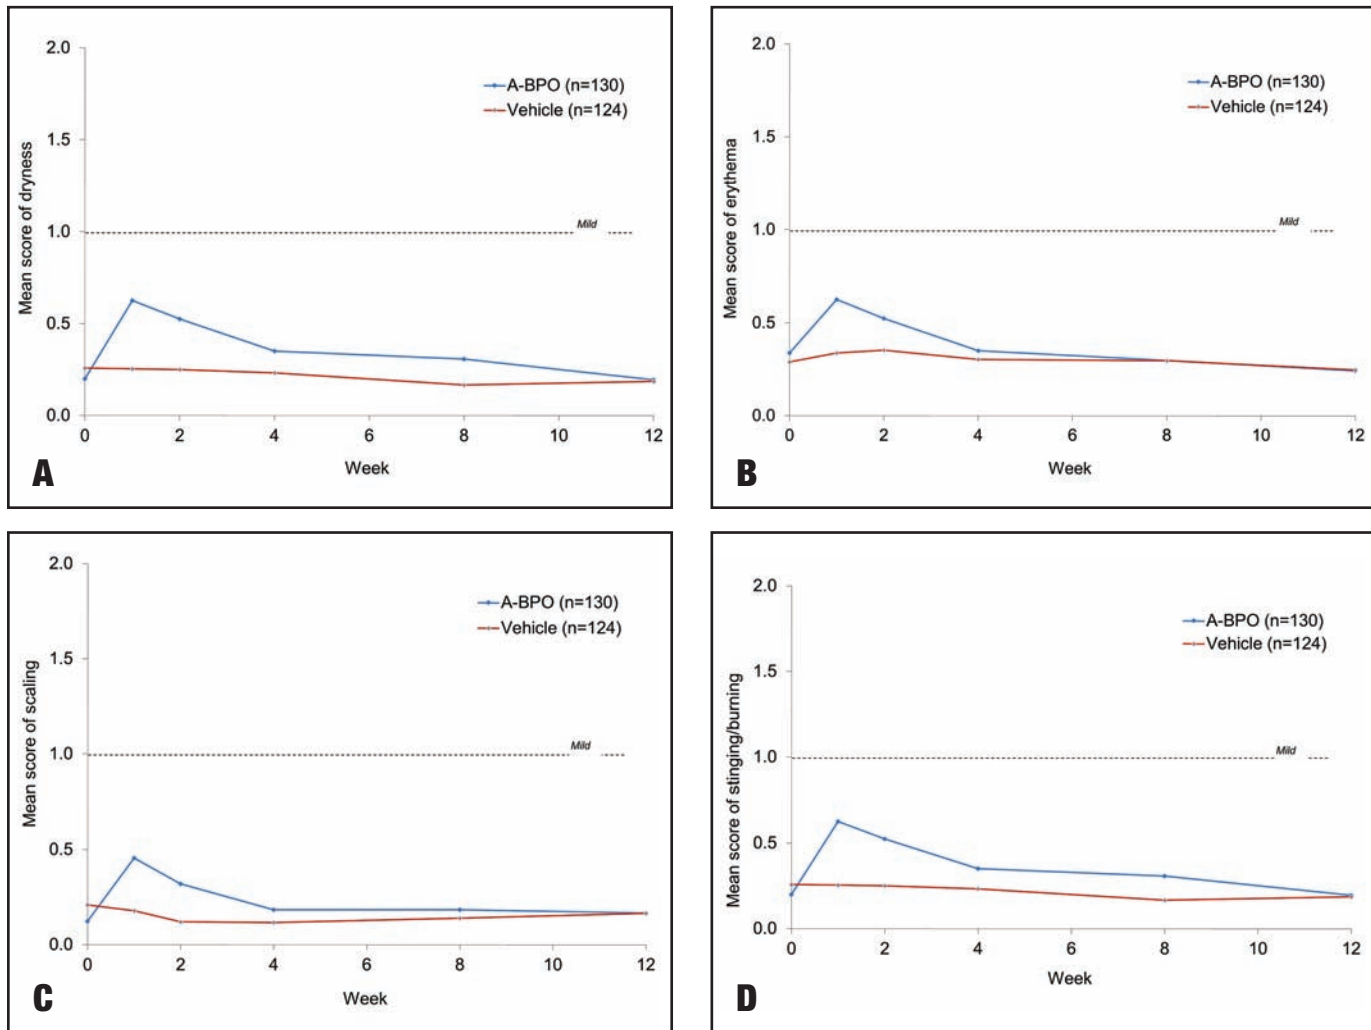 2.0
A-BPO (n=130)
Vehicle (n=124)
1.5
Mean score of dryness
Mild
1.0
0.5
0.0
0 2 4 6 8 10 12
Week
A
2.0
A-BPO (n=130)
Vehicle (n=124)
1.5
Mean score of erythema
Mild
1.0
0.5
0.0
0 2 4 6 8 10 12
Week
B
2.0
A-BPO (n=130)
Vehicle (n=124)
1.5
Mean score of scaling
Mild
1.0
0.5
0.0
0 2 4 6 8 10 12
Week
C
2.0
A-BPO (n=130)
Vehicle (n=124)
1.5
Mean score of stinging/burning
Mild
1.0
0.5
0.0
0 2 4 6 8 10 12
Week
D